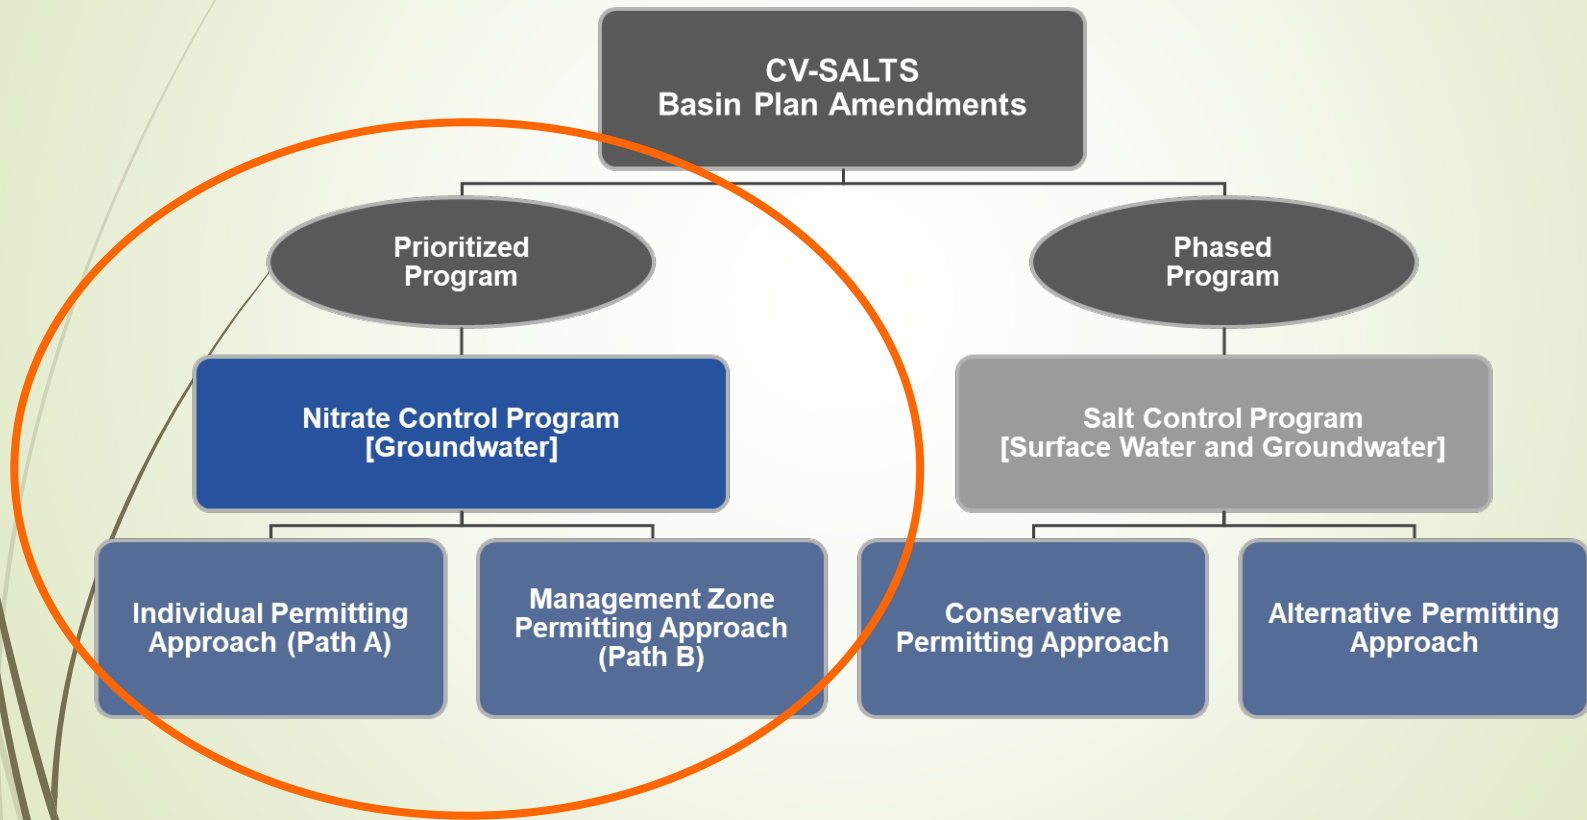 CV-SALTS
Basin Plan Amendments
Prioritized
Program
Phased
Program
Nitrate Control Program
[Groundwater]
Salt Control Program
[Surface Water and Groundwater]
Individual Permitting
Approach (Path A)
Management Zone
Permitting Approach
(Path B)
Conservative
Permitting Approach
Alternative Permitting
Approach